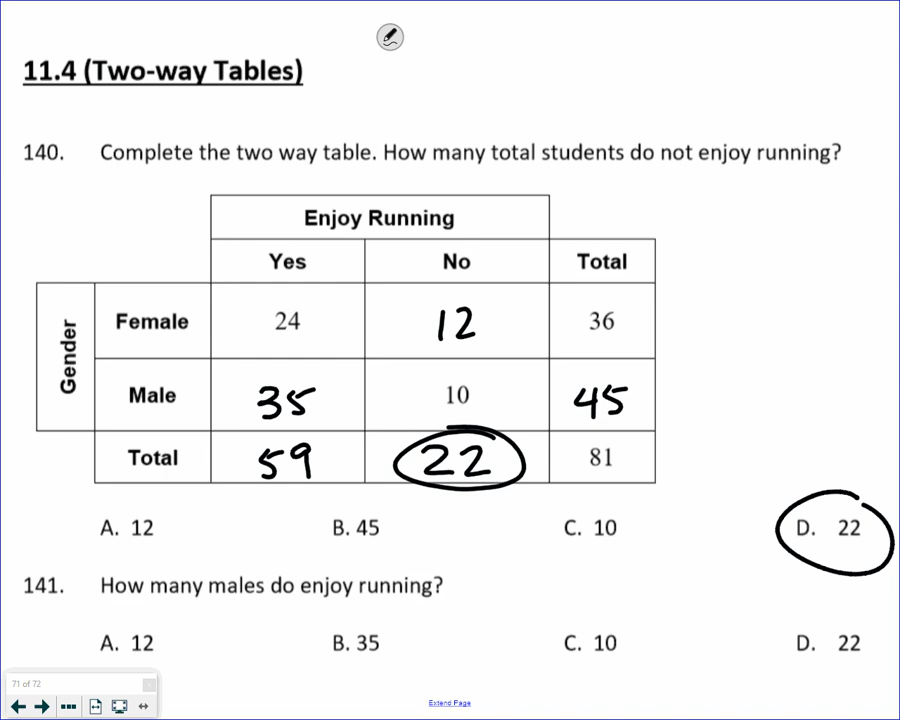 11.4 (Two-way Tables)
140. Complete the two way table. How many total students do not enjoy running?
Enjoy Running
Yes No Total
Gender
Female 24 12 36
Male 35 10 45
Total 59 22 81
A. 12 B. 45 C. 10 D. 22
141. How many males do enjoy running?
A. 12 B. 35 C. 10 D. 22
71 of 72
Extend Page